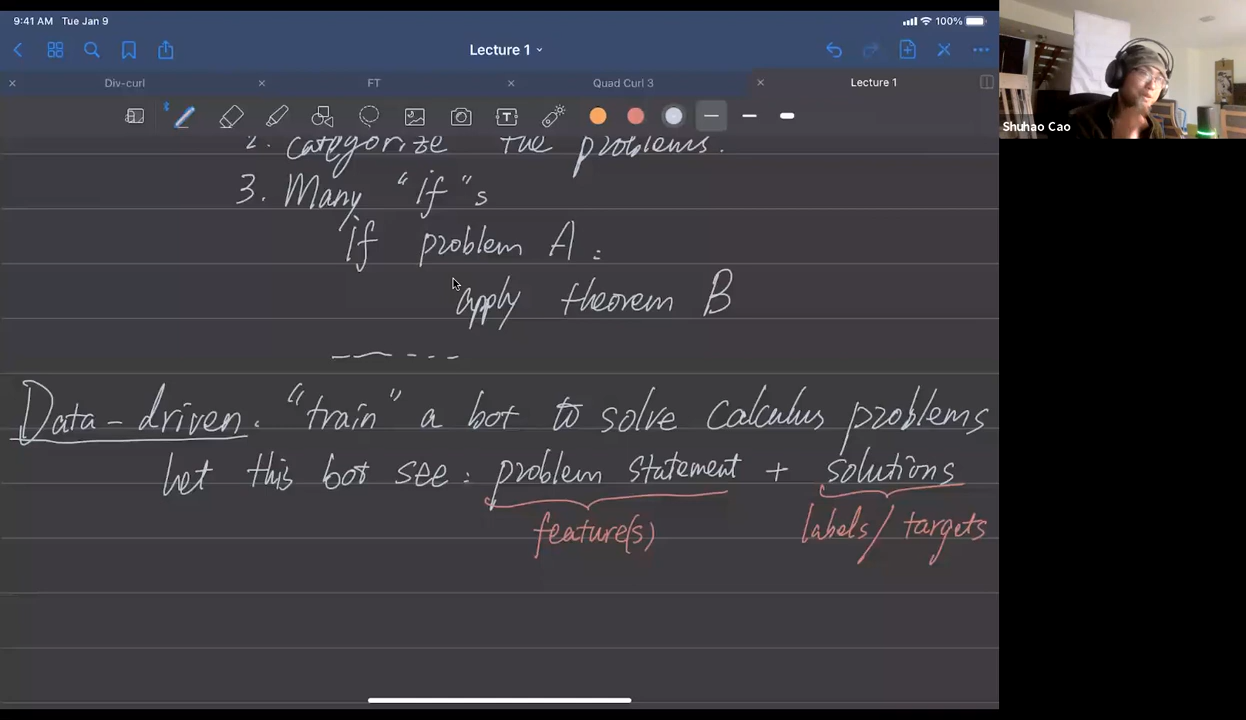 9:41 AM Tue Jan 9
100%
Lecture 1
Div-curl
FT
Quad Curl 3
Lecture 1
Shuhao Cao
2. Categorize the problems.
3. Many "if"s
if problem A:
apply theorem B
Data-driven. "train" a bot to solve Calculus problems
Let this bot see: problem statement + solutions
feature(s) labels/targets